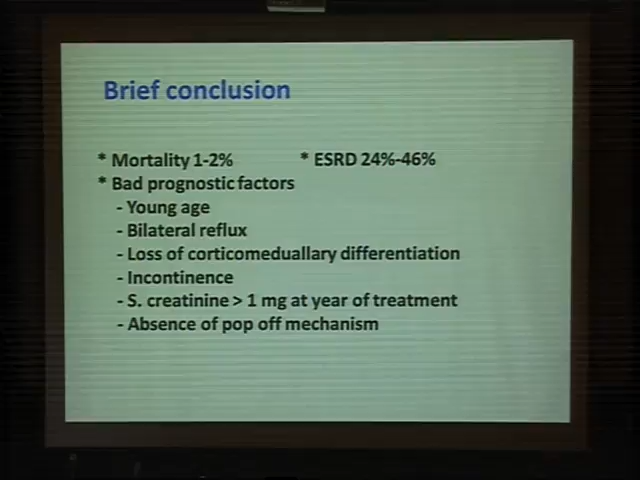 Brief conclusion
* Mortality 1-2% * ESRD 24%-46%
* Bad prognostic factors
- Young age
- Bilateral reflux
- Loss of corticomeduallary differentiation
- Incontinence
- S. creatinine > 1 mg at year of treatment
- Absence of pop off mechanism